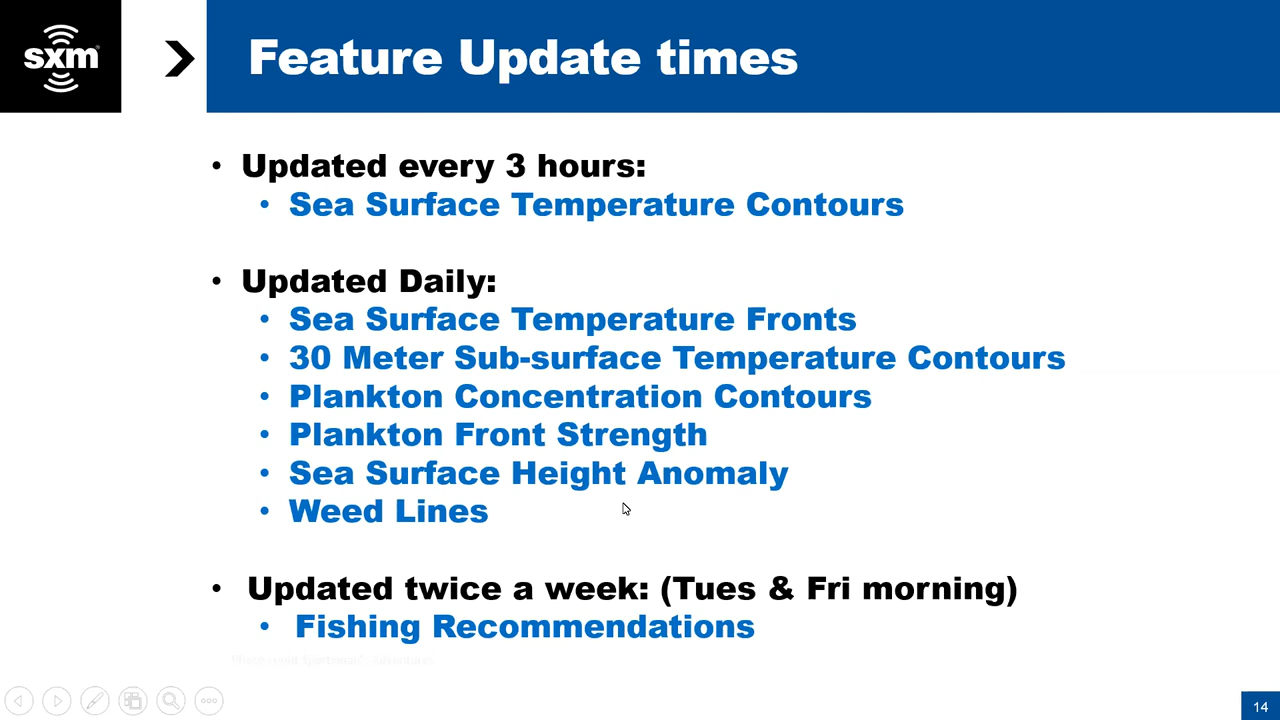 sxm
Feature Update times
• Updated every 3 hours:
• Sea Surface Temperature Contours
• Updated Daily:
• Sea Surface Temperature Fronts
• 30 Meter Sub-surface Temperature Contours
• Plankton Concentration Contours
• Plankton Front Strength
• Sea Surface Height Anomaly
• Weed Lines
• Updated twice a week: (Tues & Fri morning)
• Fishing Recommendations
14